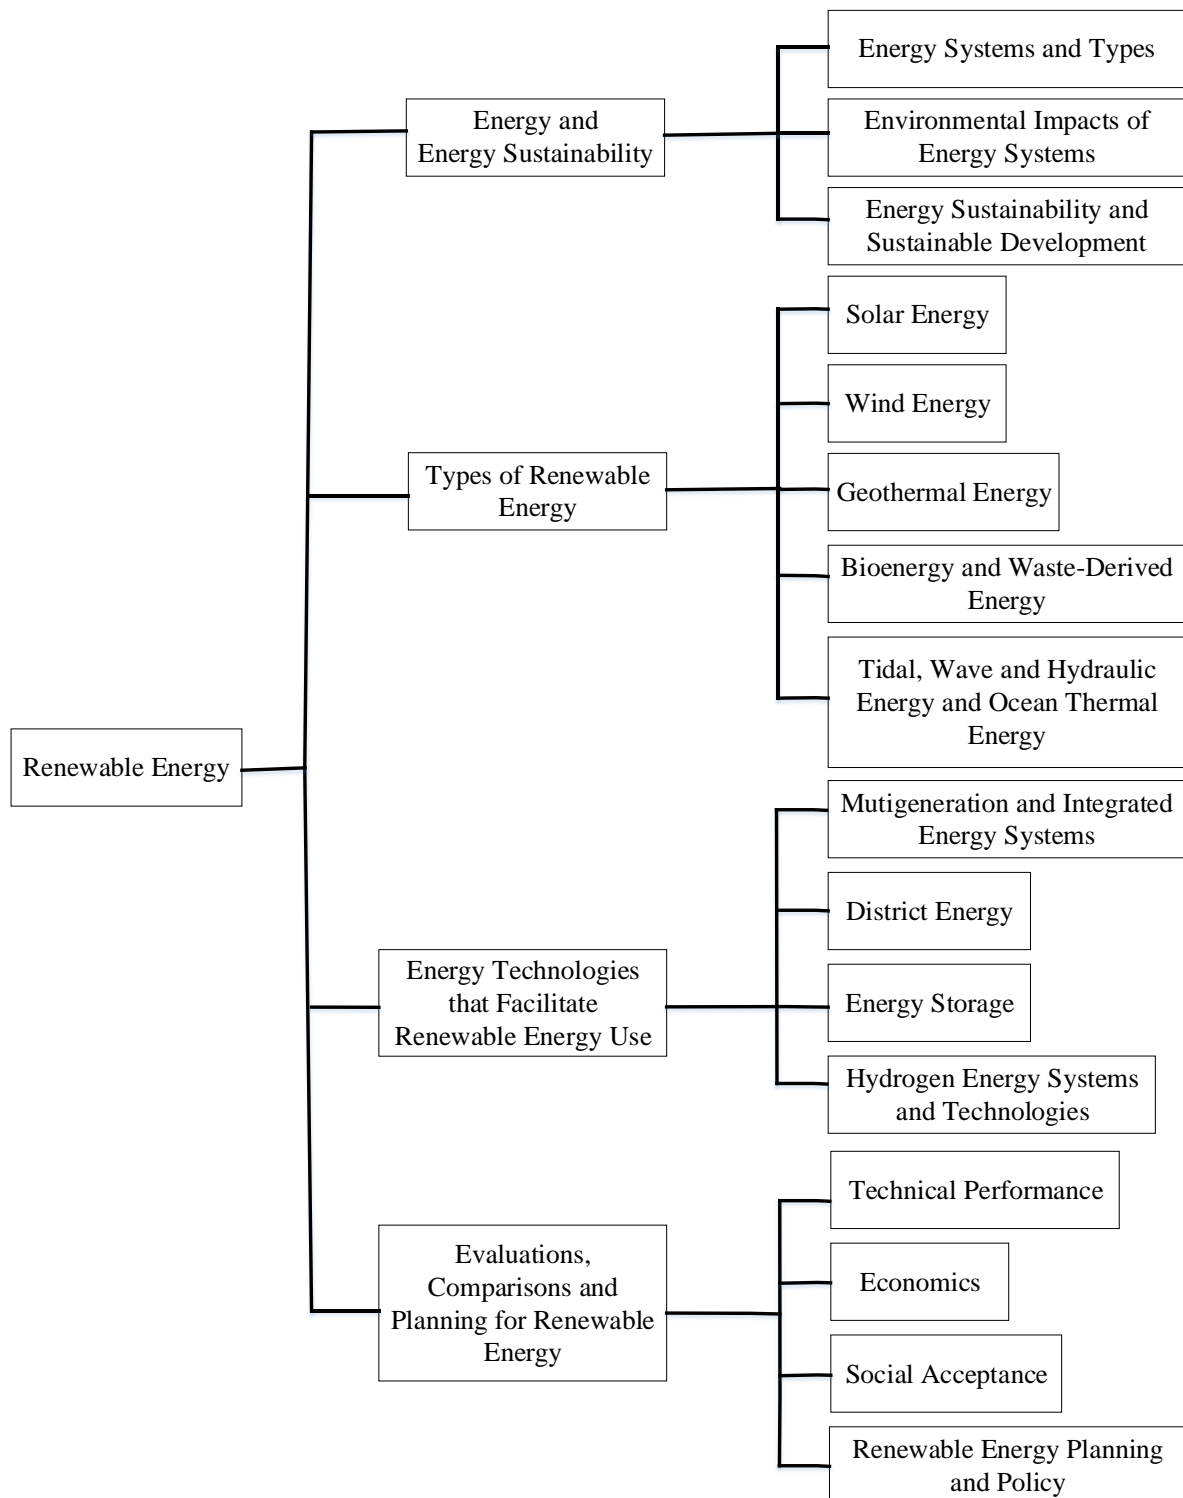 Renewable Energy
Energy and
Energy Sustainability
Energy Systems and Types
Environmental Impacts of
Energy Systems
Energy Sustainability and
Sustainable Development
Types of Renewable
Energy
Solar Energy
Wind Energy
Geothermal Energy
Bioenergy and Waste-Derived
Energy
Tidal, Wave and Hydraulic
Energy and Ocean Thermal
Energy
Energy Technologies
that Facilitate
Renewable Energy Use
Mutigeneration and Integrated
Energy Systems
District Energy
Energy Storage
Hydrogen Energy Systems
and Technologies
Evaluations,
Comparisons and
Planning for Renewable
Energy
Technical Performance
Economics
Social Acceptance
Renewable Energy Planning
and Policy